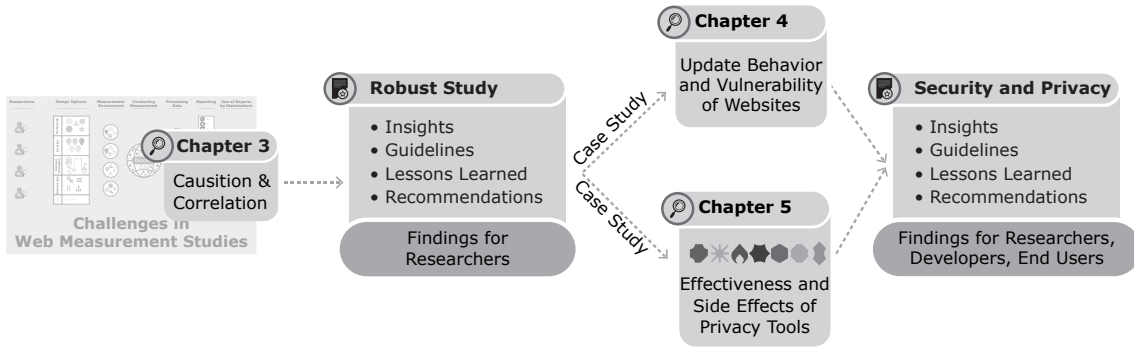 Researchers
Design Options
Measurement
Environment
Conducting
Measurement
Processing
Data
Reporting
Use of Reports
by Stakeholders
Challenges in
Web Measurement Studies
Chapter 3
Causition &
Correlation
Robust Study
• Insights
• Guidelines
• Lessons Learned
• Recommendations
Findings for
Researchers
Case Study
Case Study
Chapter 4
Update Behavior
and Vulnerability
of Websites
Chapter 5
Effectiveness and
Side Effects of
Privacy Tools
Security and Privacy
• Insights
• Guidelines
• Lessons Learned
• Recommendations
Findings for Researchers,
Developers, End Users